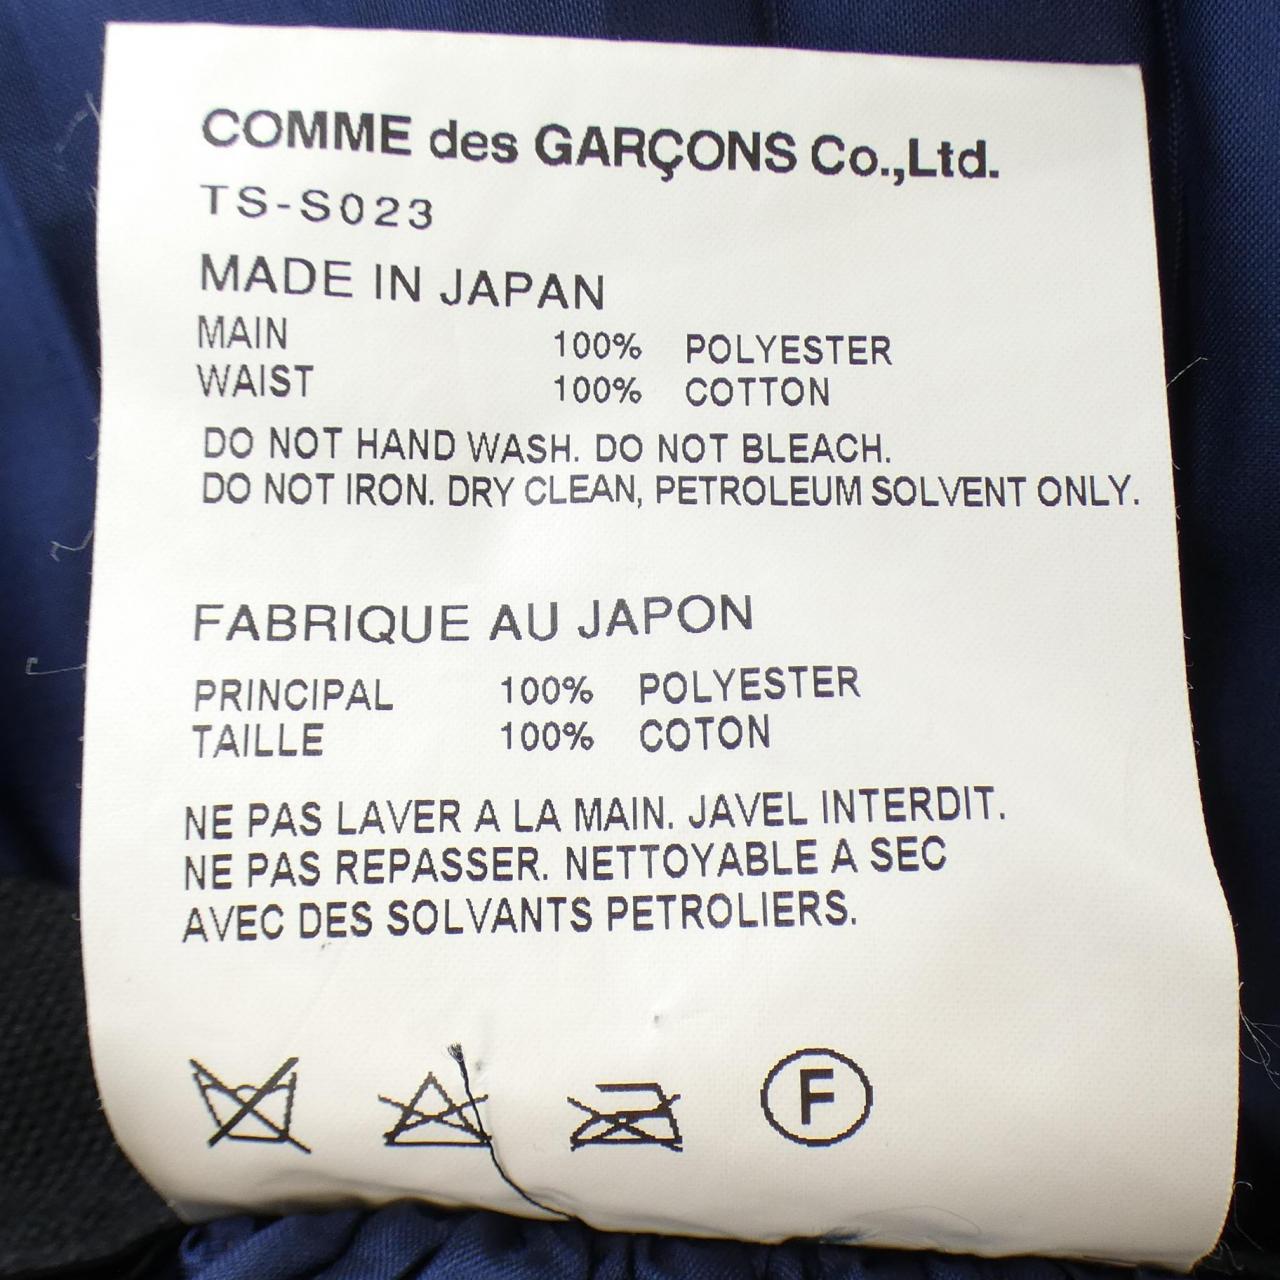 COMME des GARÇONS Co.,Ltd.
TS-S023
MADE IN JAPAN
MAIN 100% POLYESTER
WAIST 100% COTTON
DO NOT HAND WASH. DO NOT BLEACH.
DO NOT IRON. DRY CLEAN, PETROLEUM SOLVENT ONLY.
FABRIQUE AU JAPON
PRINCIPAL 100% POLYESTER
TAILLE 100% COTON
NE PAS LAVER A LA MAIN. JAVEL INTERDIT.
NE PAS REPASSER. NETTOYABLE A SEC
AVEC DES SOLVANTS PETROLIERS.
F